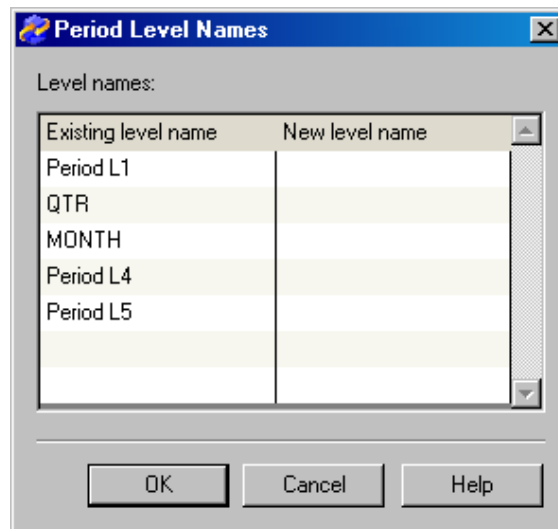 Period Level Names
Level names:
Existing level name New level name
Period L1
QTR
MONTH
Period L4
Period L5
OK Cancel Help